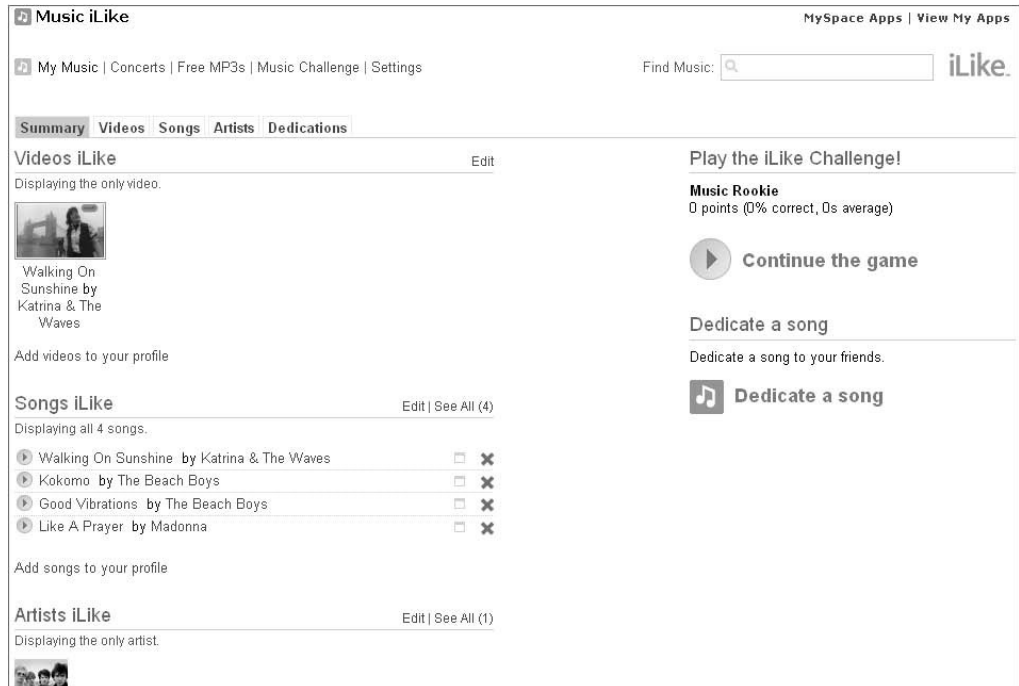 Music iLike
MySpace Apps | View My Apps
My Music | Concerts | Free MP3s | Music Challenge | Settings
Find Music:
iLike
Summary Videos Songs Artists Dedications
Videos iLike
Edit
Displaying the only video.
Walking On
Sunshine by
Katrina & The
Waves
Add videos to your profile
Songs iLike
Edit | See All (4)
Displaying all 4 songs.
Walking On Sunshine by Katrina & The Waves
Kokomo by The Beach Boys
Good Vibrations by The Beach Boys
Like A Prayer by Madonna
Add songs to your profile
Artists iLike
Edit | See All (1)
Displaying the only artist.
Play the iLike Challenge!
Music Rookie
0 points (0% correct, 0s average)
Continue the game
Dedicate a song
Dedicate a song to your friends.
Dedicate a song